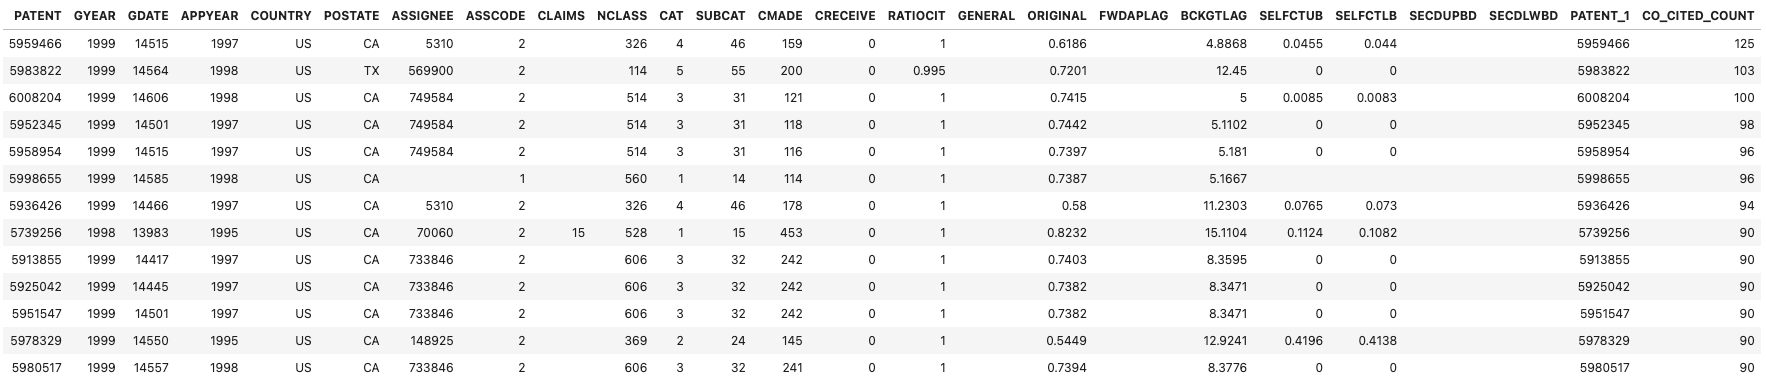 PATENT GYEAR GDATE APPYEAR COUNTRY POSTATE ASSIGNEE ASSCODE CLAIMS NCLASS CAT SUBCAT CMADE CRECEIVE RATIOCIT GENERAL ORIGINAL FWDAPLAG BCKGTLAG SELFCTUB SELFCTLB SECDUPBD SECDLWBD PATENT_1 CO_CITED_COUNT
5959466 1999 14515 1997 US CA 5310 2 326 4 46 159 0 1 0.6186 4.8868 0.0455 0.044 5959466 125
5983822 1999 14564 1998 US TX 569900 2 114 5 55 200 0 0.995 0.7201 12.45 0 0 5983822 103
6008204 1999 14606 1998 US CA 749584 2 514 3 31 121 0 1 0.7415 5 0.0085 0.0083 6008204 100
5952345 1999 14501 1997 US CA 749584 2 514 3 31 118 0 1 0.7442 5.1102 0 0 5952345 98
5958954 1999 14515 1997 US CA 749584 2 514 3 31 116 0 1 0.7397 5.181 0 0 5958954 96
5998655 1999 14585 1998 US CA 1 560 1 14 114 0 1 0.7387 5.1667 5998655 96
5936426 1999 14466 1997 US CA 5310 2 326 4 46 178 0 1 0.58 11.2303 0.0765 0.073 5936426 94
5739256 1998 13983 1995 US CA 70060 2 15 528 1 15 453 0 1 0.8232 15.1104 0.1124 0.1082 5739256 90
5913855 1999 14417 1997 US CA 733846 2 606 3 32 242 0 1 0.7403 8.3595 0 0 5913855 90
5925042 1999 14445 1997 US CA 733846 2 606 3 32 242 0 1 0.7382 8.3471 0 0 5925042 90
5951547 1999 14501 1997 US CA 733846 2 606 3 32 242 0 1 0.7382 8.3471 0 0 5951547 90
5978329 1999 14550 1995 US CA 148925 2 369 2 24 145 0 1 0.5449 12.9241 0.4196 0.4138 5978329 90
5980517 1999 14557 1998 US CA 733846 2 606 3 32 241 0 1 0.7394 8.3776 0 0 5980517 90